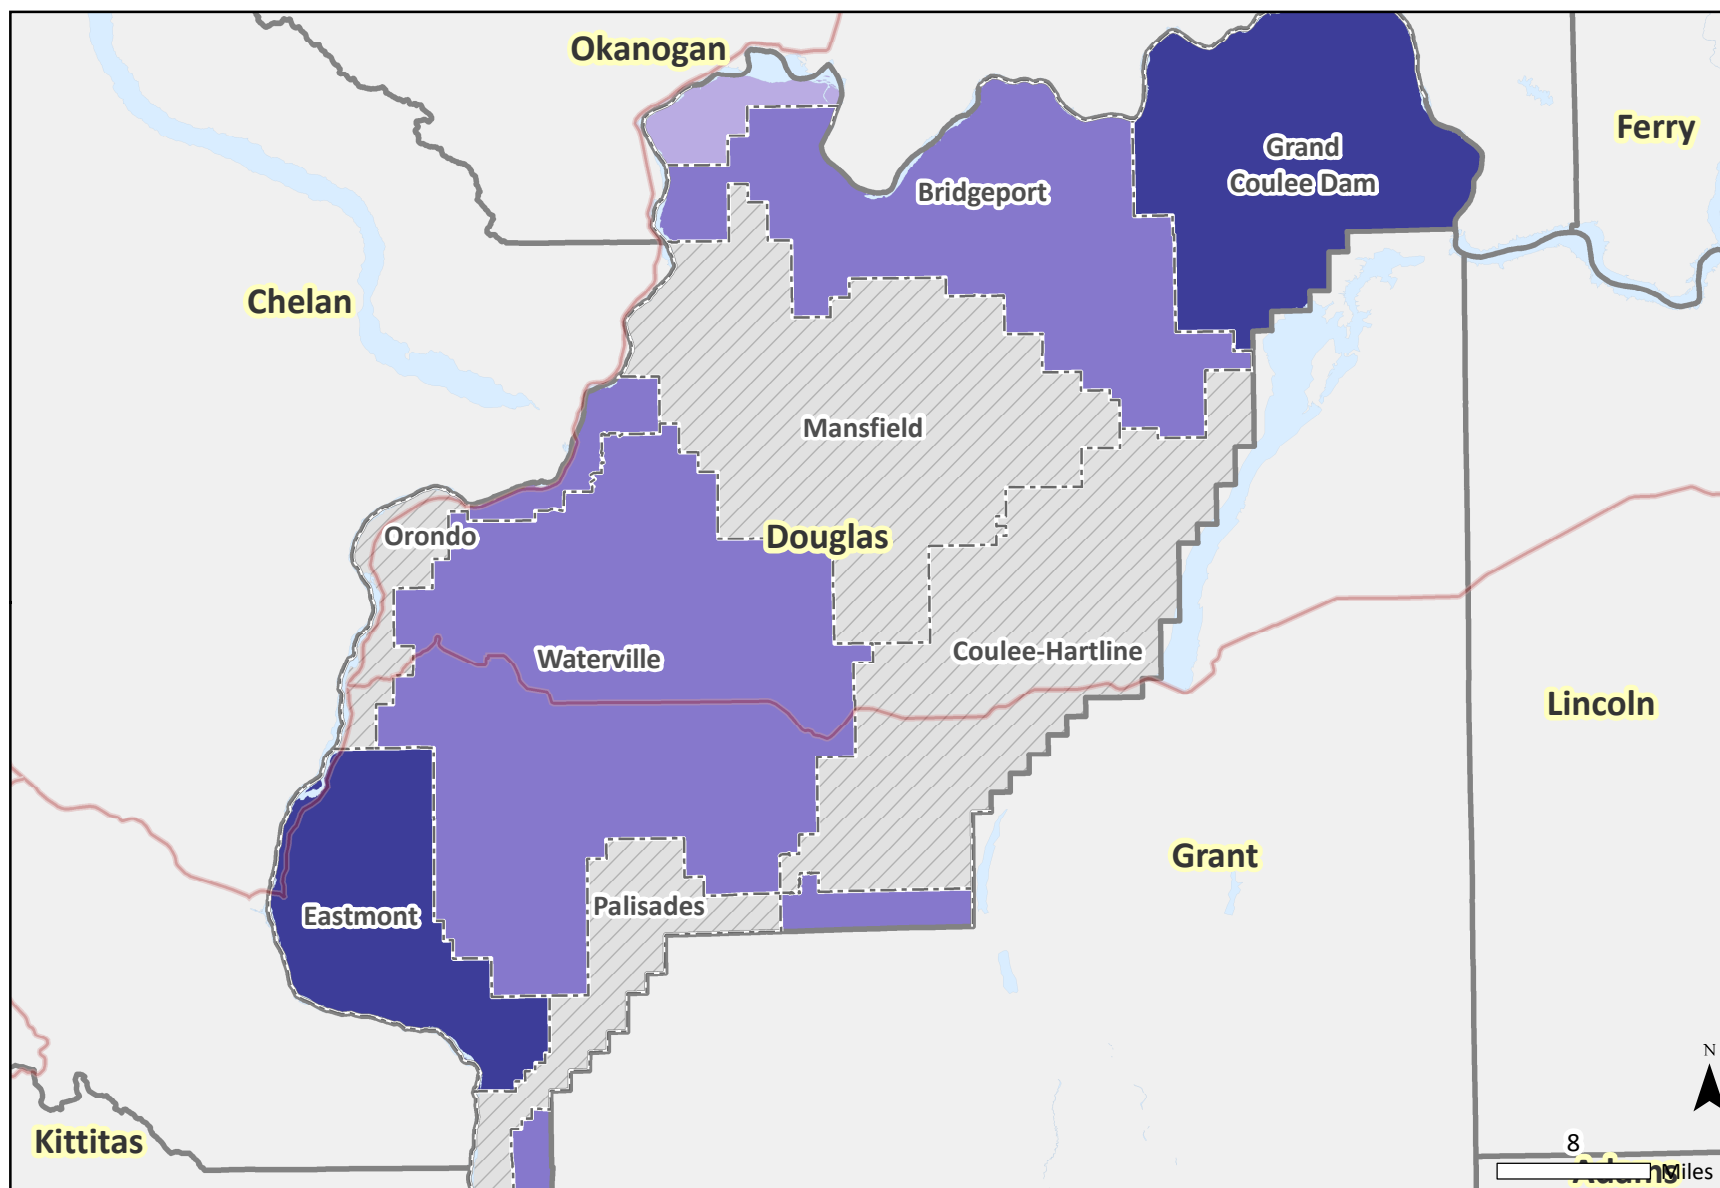 Okanogan
Ferry
Grand
Coulee Dam
Bridgeport
Chelan
Mansfield
Orondo
Douglas
Waterville
Coulee-Hartline
Lincoln
Grant
Palisades
Eastmont
N
Kittitas
8
Adams
Miles